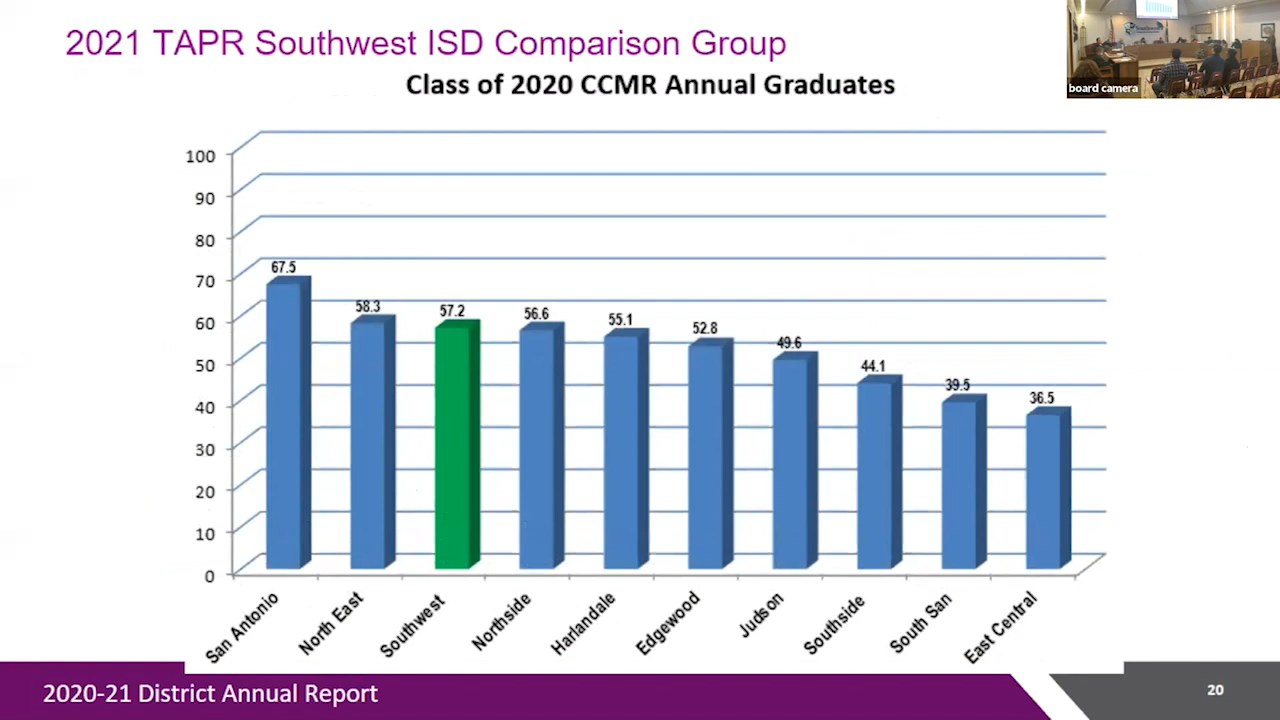 2021 TAPR Southwest ISD Comparison Group
Class of 2020 CCMR Annual Graduates
board camera
100
90
80
70
60
50
40
30
20
10
0
67.5
58.3
57.2
56.6
55.1
52.8
49.6
44.1
39.5
36.5
San Antonio
North East
Southwest
Northside
Harlandale
Edgewood
Judson
Southside
South San
East Central
2020-21 District Annual Report
20